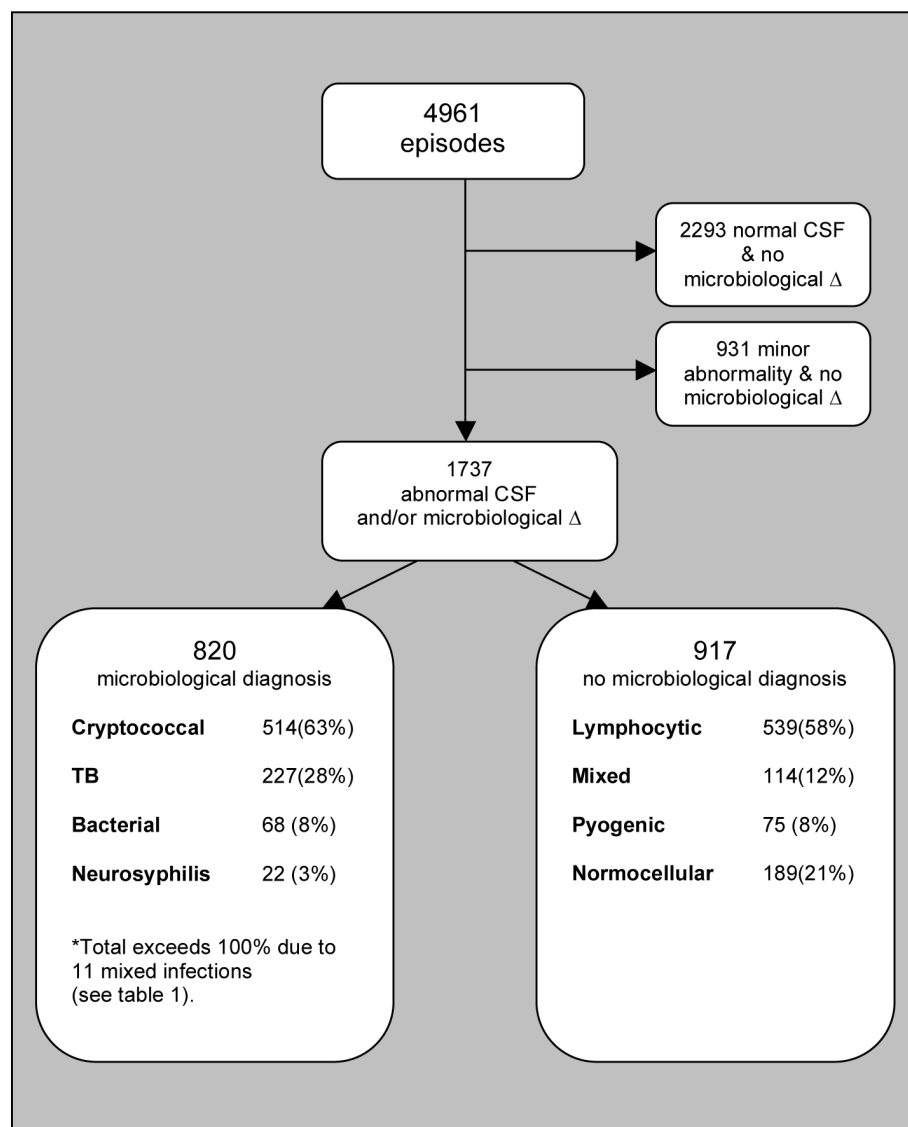 4961
episodes
2293 normal CSF
& no
microbiological Δ
931 minor
abnormality & no
microbiological Δ
1737
abnormal CSF
and/or microbiological Δ
820
microbiological diagnosis
Cryptococcal 514(63%)
TB 227(28%)
Bacterial 68 (8%)
Neurosyphilis 22 (3%)
*Total exceeds 100% due to
11 mixed infections
(see table 1).
917
no microbiological diagnosis
Lymphocytic 539(58%)
Mixed 114(12%)
Pyogenic 75 (8%)
Normocellular 189(21%)